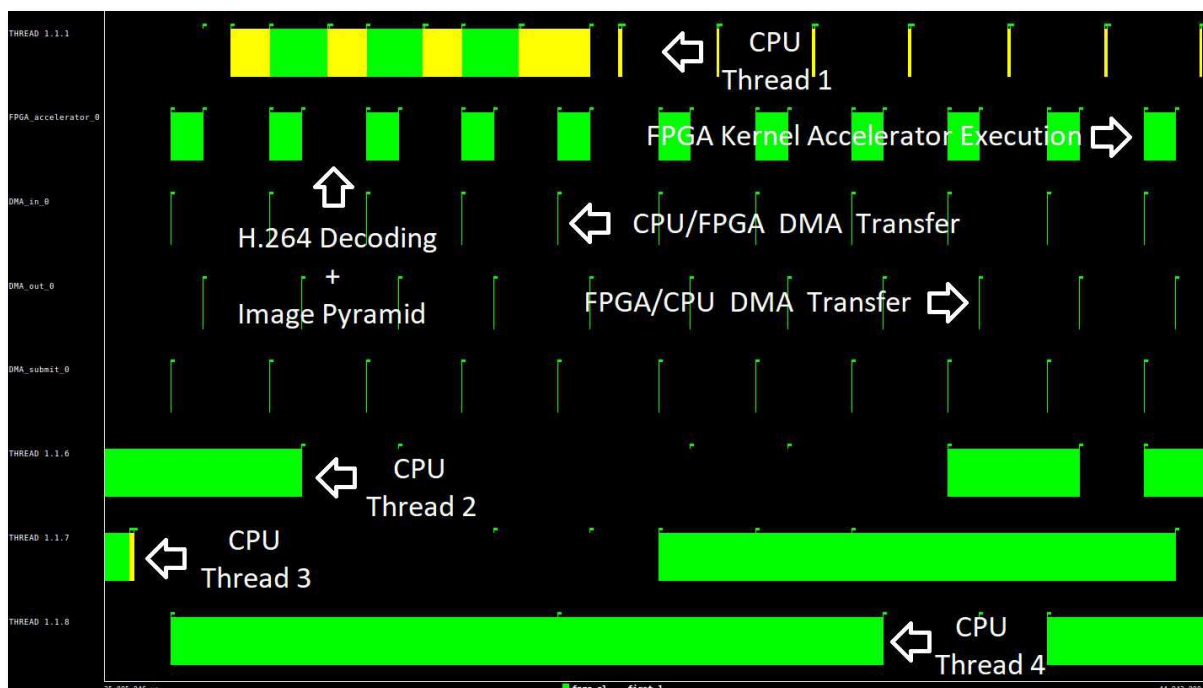 THREAD 1.1.1
CPU
Thread 1
FPGA_accelerator_0
FPGA Kernel Accelerator Execution
DMA_in_0
CPU/FPGA DMA Transfer
H.264 Decoding
+
Image Pyramid
DMA_out_0
FPGA/CPU DMA Transfer
DMA_submit_0
THREAD 1.1.6
CPU
Thread 2
THREAD 1.1.7
CPU
Thread 3
THREAD 1.1.8
CPU
Thread 4